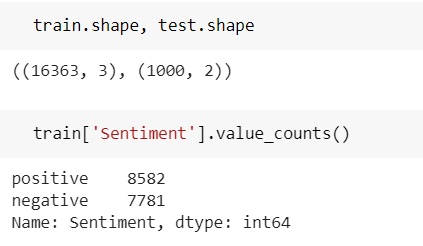 train.shape, test.shape
((16363, 3), (1000, 2))
train['Sentiment'].value_counts()
positive    8582
negative    7781
Name: Sentiment, dtype: int64